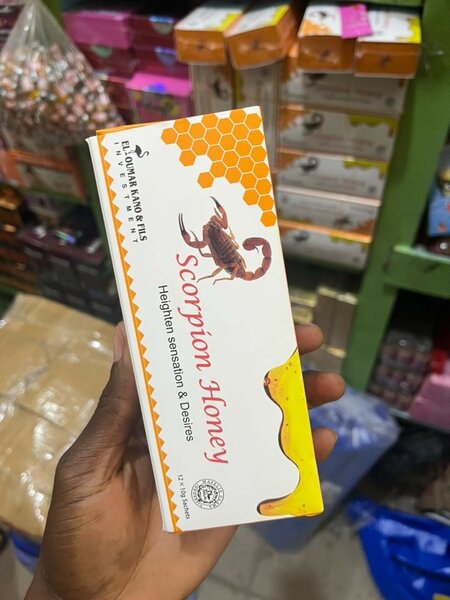 EL-OUMAR KANO & FILS
INVESTMENT
Scorpion Honey
Heighten sensation & Desires
12 x 10g Sachets